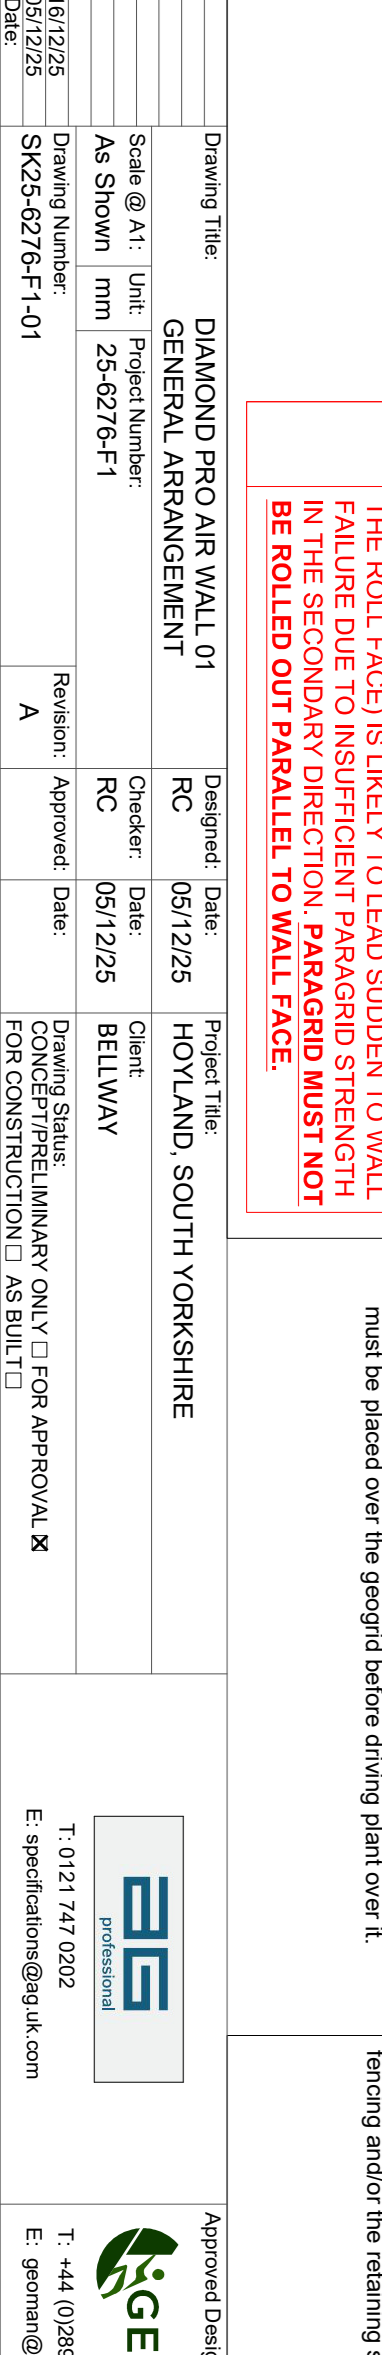 THE ROLL FACE) IS LIKELY TO LEAD SUDDEN TO WALL
FAILURE DUE TO INSUFFICIENT PARAGRID STRENGTH
IN THE SECONDARY DIRECTION. PARAGRID MUST NOT
BE ROLLED OUT PARALLEL TO WALL FACE.
must be placed over the geogrid before driving plant over it.
fencing and/or the retaining
16/12/25
05/12/25
Date:
Drawing Title:
DIAMOND PRO AIR WALL 01
GENERAL ARRANGEMENT
Scale @ A1:
As Shown
Unit:
mm
Project Number:
25-6276-F1
Drawing Number:
SK25-6276-F1-01
Revision:
A
Designed:
RC
Date:
05/12/25
Checker:
RC
Date:
05/12/25
Approved:
Date:
Project Title:
HOYLAND, SOUTH YORKSHIRE
Client:
BELLWAY
Drawing Status:
CONCEPT/PRELIMINARY ONLY ☐ FOR APPROVAL ☒
FOR CONSTRUCTION ☐ AS BUILT ☐
ag
professional
T: 0121 747 0202
E: specifications@ag.uk.com
Approved Desig
GE
T: +44 (0)289
E: geoman@